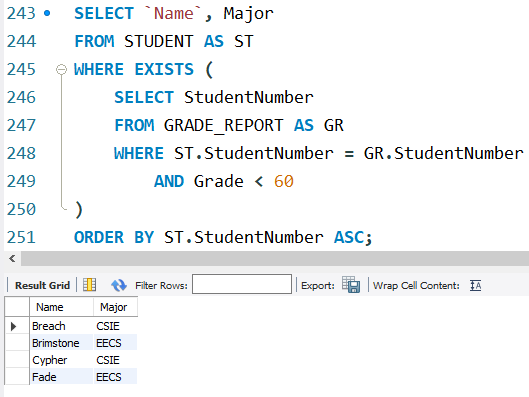 243 SELECT `Name`, Major
244 FROM STUDENT AS ST
245 WHERE EXISTS (
246 SELECT StudentNumber
247 FROM GRADE_REPORT AS GR
248 WHERE ST.StudentNumber = GR.StudentNumber
249 AND Grade < 60
250 )
251 ORDER BY ST.StudentNumber ASC;
Result Grid Filter Rows: Export: Wrap Cell Content: IA
Name Major
Breach CSIE
Brimstone EECS
Cypher CSIE
Fade EECS